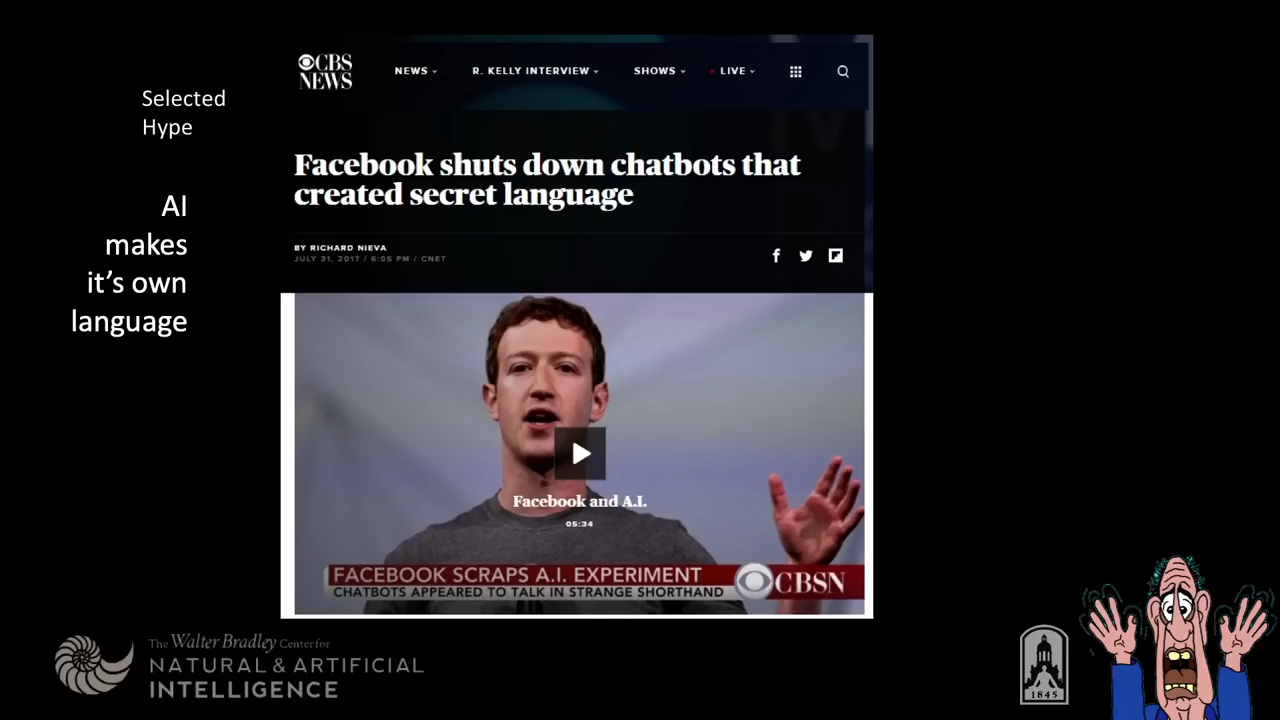 Selected
Hype
AI
makes
it’s own
language
CBS
NEWS
NEWS
R. KELLY INTERVIEW
SHOWS
LIVE
Facebook shuts down chatbots that
created secret language
BY RICHARD NIEVA
JULY 31, 2017 / 6:05 PM / CNET
Facebook and A.I.
05:34
FACEBOOK SCRAPS A.I. EXPERIMENT
CHATBOTS APPEARED TO TALK IN STRANGE SHORTHAND
CBSN
The Walter Bradley Center for
NATURAL & ARTIFICIAL
INTELLIGENCE
1845